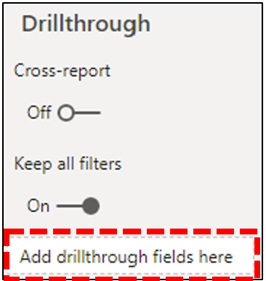 Drillthrough
Cross-report
Off
Keep all filters
On
Add drillthrough fields here